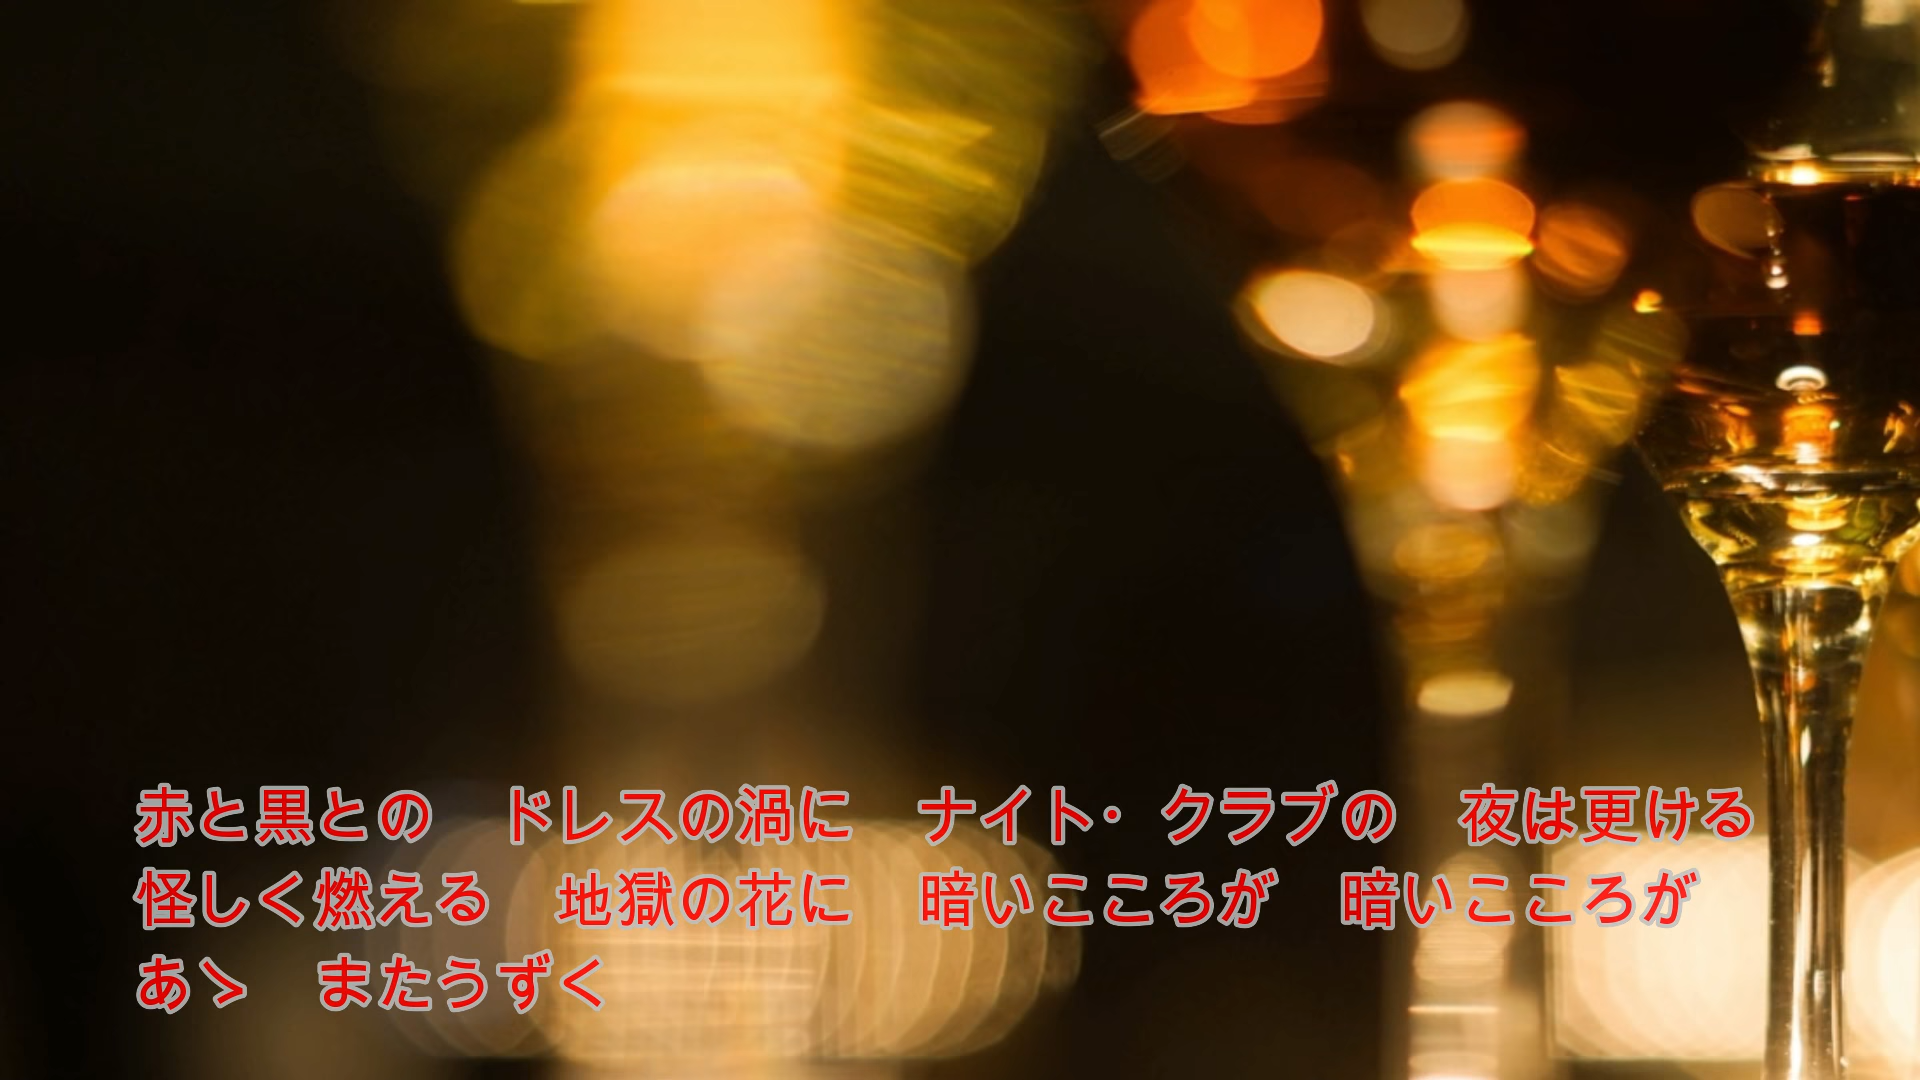 赤と黒との　ドレスの渦に　ナイト・クラブの　夜は更ける
怪しく燃える　地獄の花に　暗いこころが　暗いこころが
あゝ　またうずく